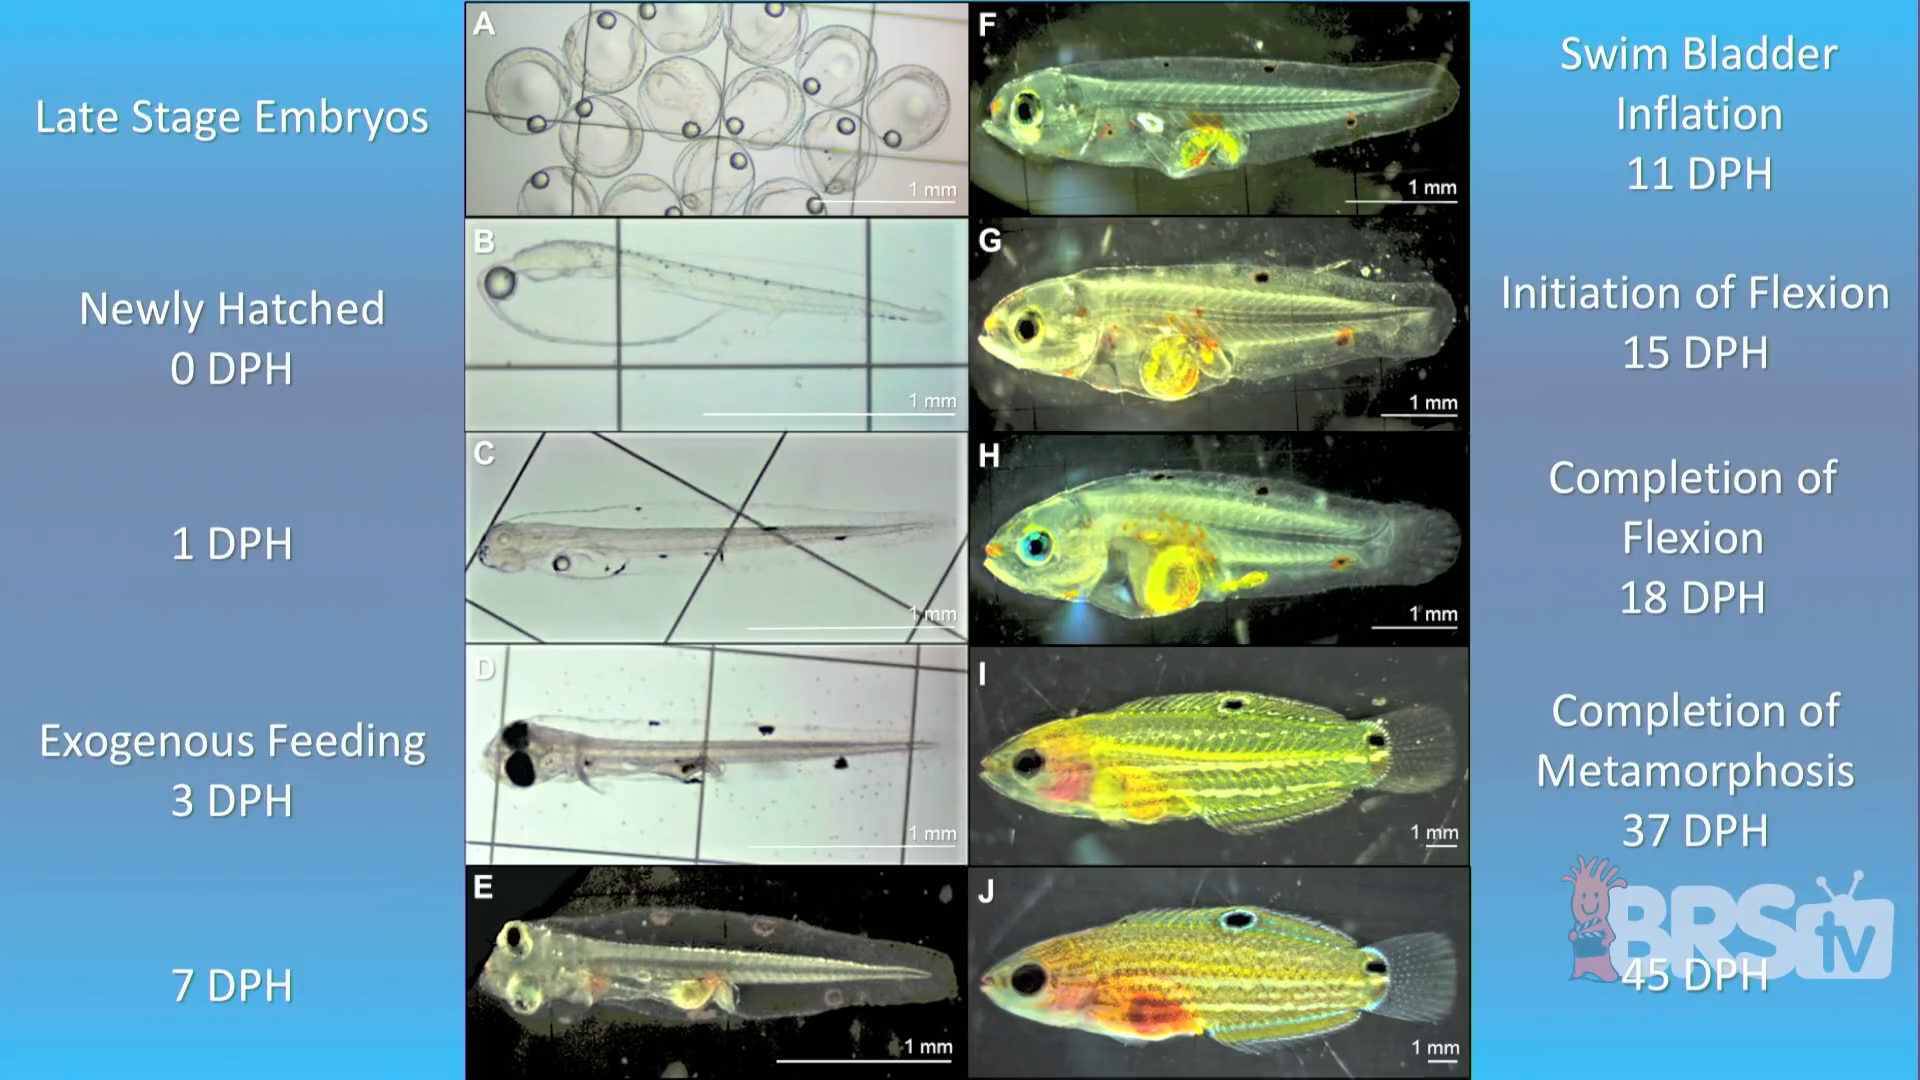 Late Stage Embryos
Newly Hatched
0 DPH
1 DPH
Exogenous Feeding
3 DPH
7 DPH
A
1 mm
B
1 mm
C
1 mm
D
1 mm
E
1 mm
F
1 mm
G
1 mm
H
1 mm
I
1 mm
J
1 mm
Swim Bladder
Inflation
11 DPH
Initiation of Flexion
15 DPH
Completion of
Flexion
18 DPH
Completion of
Metamorphosis
37 DPH
BRS tv
45 DPH